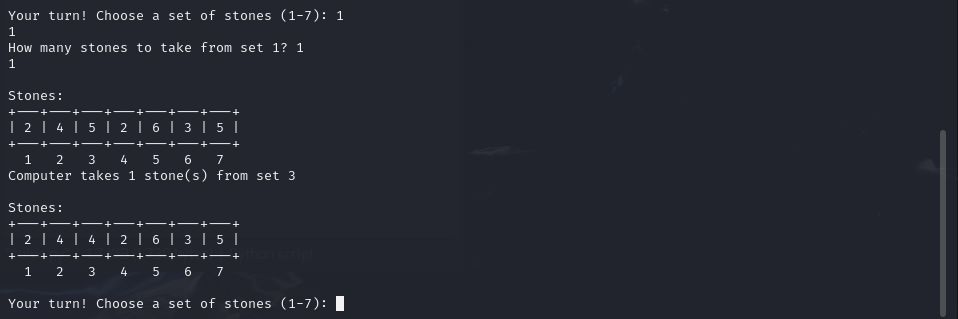 Your turn! Choose a set of stones (1-7): 1
1
How many stones to take from set 1? 1
1
Stones:
+---+---+---+---+---+---+---+
| 2 | 4 | 5 | 2 | 6 | 3 | 5 |
+---+---+---+---+---+---+---+
1 2 3 4 5 6 7
Computer takes 1 stone(s) from set 3
Stones:
+---+---+---+---+---+---+---+
| 2 | 4 | 4 | 2 | 6 | 3 | 5 |
+---+---+---+---+---+---+---+
1 2 3 4 5 6 7
Your turn! Choose a set of stones (1-7):